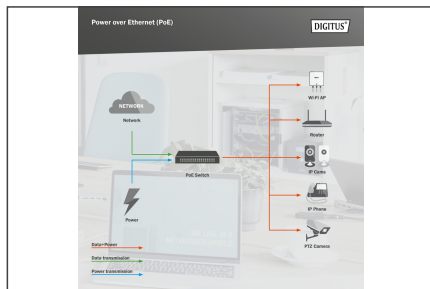 Power over Ethernet (PoE)
DIGITUS®
NETWORK
Network
PoE Switch
Power
Wi-Fi AP
Router
IP Cams
IP Phone
PTZ Camera
Data+Power
Data transmission
Power transmission